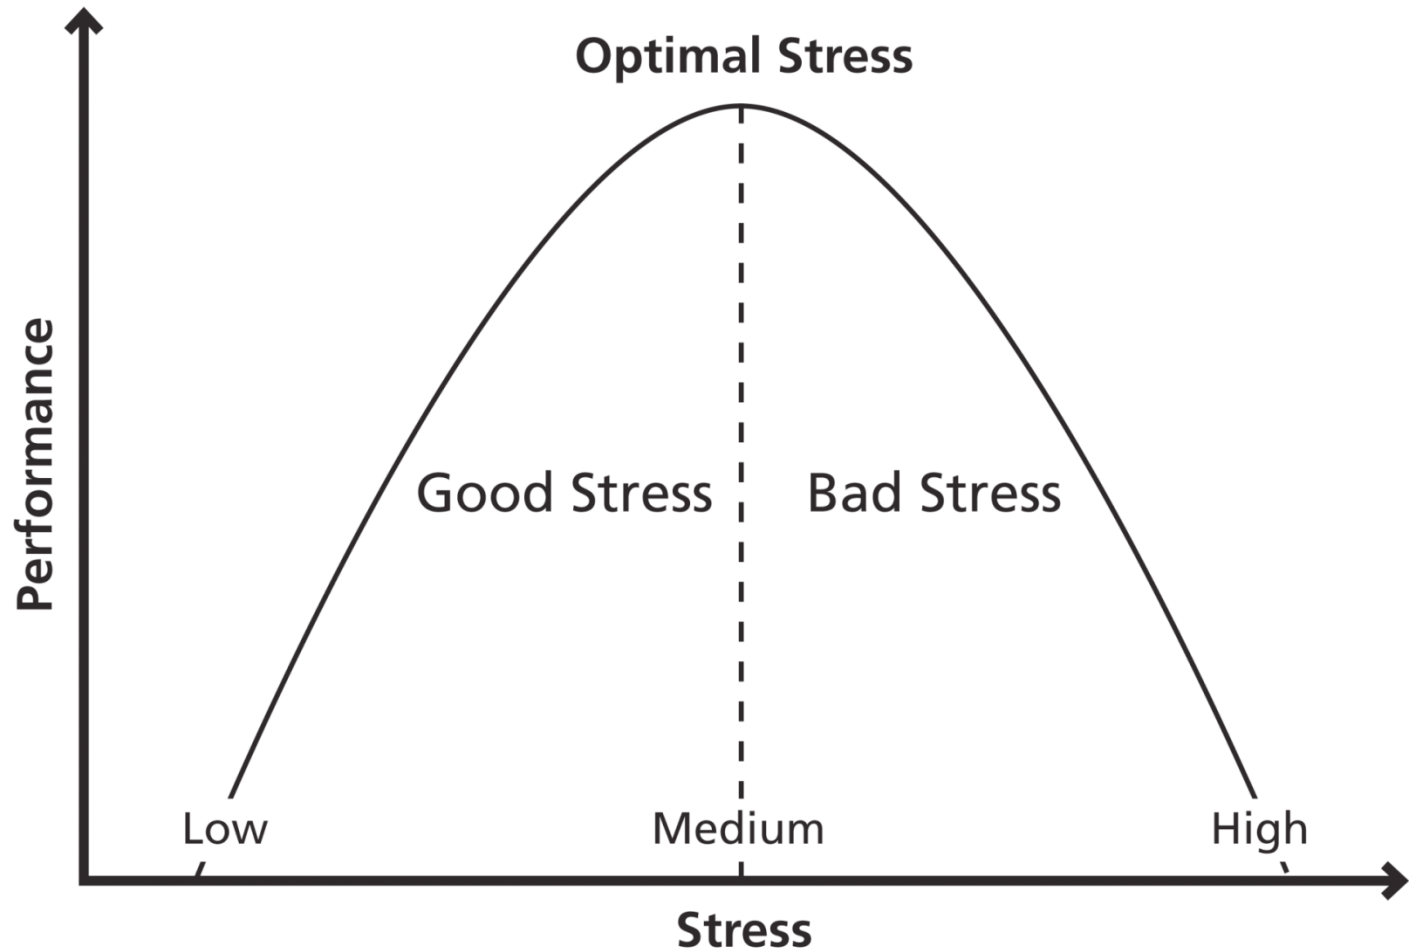 Optimal Stress
Performance
Good Stress
Bad Stress
Low
Medium
High
Stress